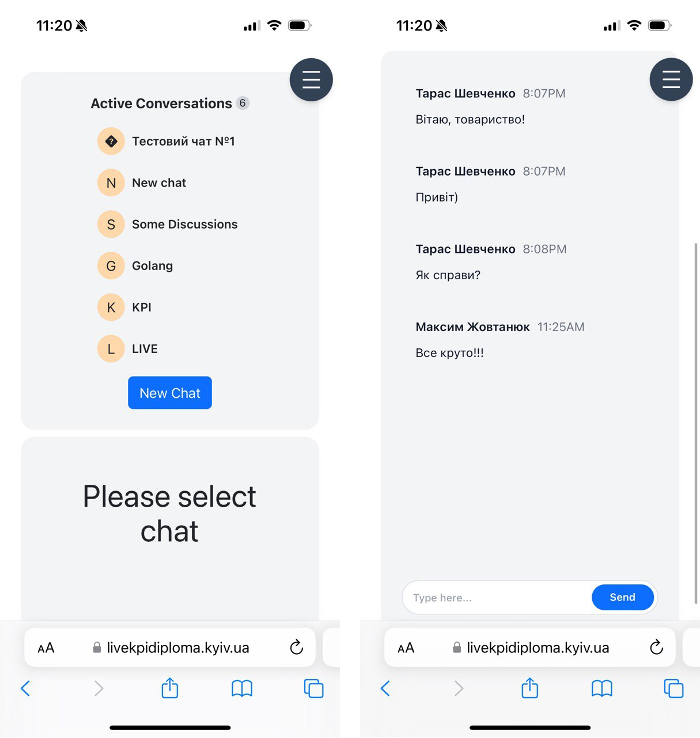 11:20
Active Conversations 6
� Тестовий чат №1
N New chat
S Some Discussions
G Golang
K KPI
L LIVE
New Chat
Please select
chat
AA livekpidiploma.kyiv.ua
11:20
Тарас Шевченко 8:07PM
Вітаю, товариство!
Тарас Шевченко 8:07PM
Привіт)
Тарас Шевченко 8:08PM
Як справи?
Максим Жовтанюк 11:25AM
Все круто!!!
Type here...
Send
AA livekpidiploma.kyiv.ua